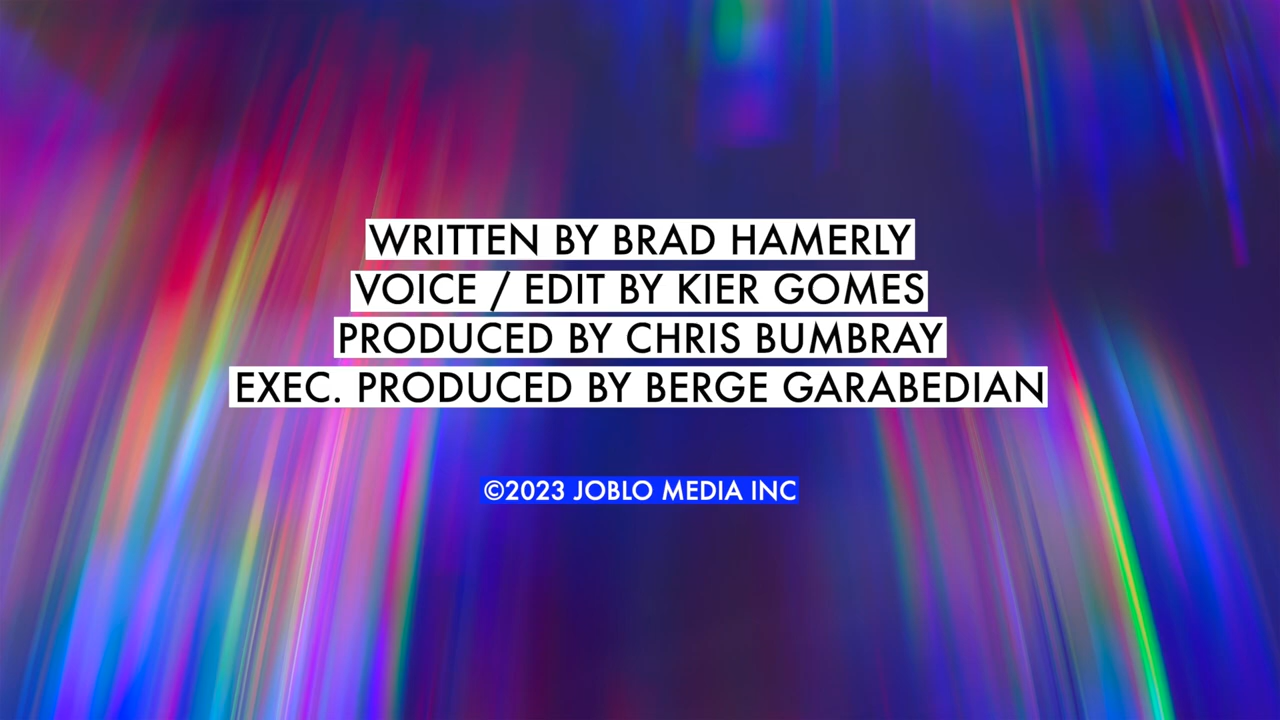 WRITTEN BY BRAD HAMERLY
VOICE / EDIT BY KIER GOMES
PRODUCED BY CHRIS BUMBRAY
EXEC. PRODUCED BY BERGE GARABEDIAN
©2023 JOBLO MEDIA INC